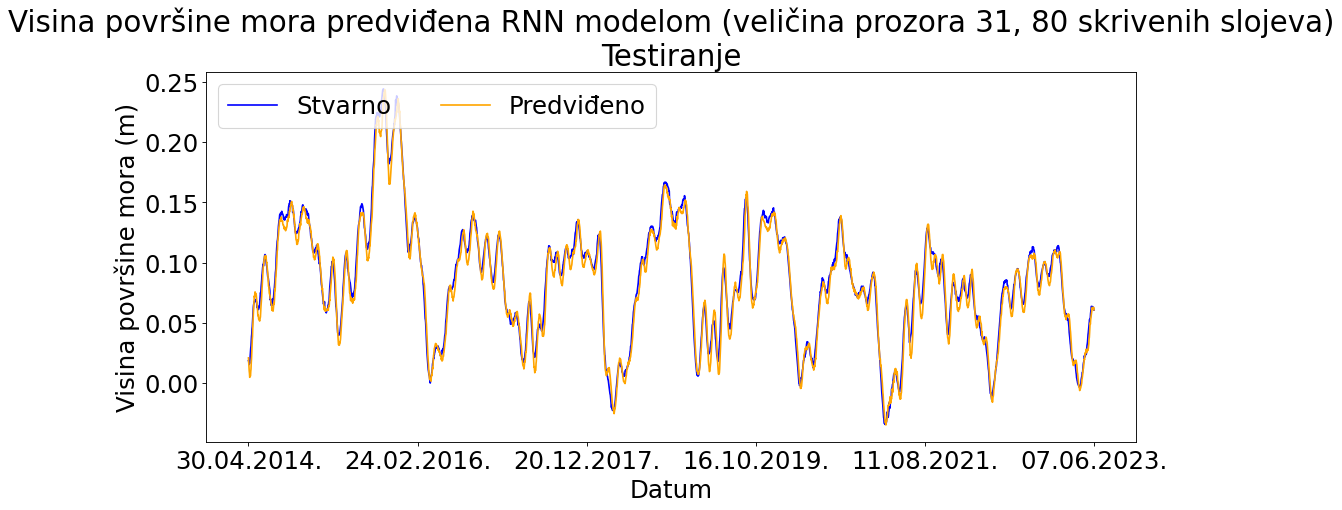 Visina površine mora predviđena RNN modelom (veličina prozora 31, 80 skrivenih slojeva)
Testiranje
Stvarno
Predviđeno
Visina površine mora (m)
0.25
0.20
0.15
0.10
0.05
0.00
30.04.2014. 24.02.2016. 20.12.2017. 16.10.2019. 11.08.2021. 07.06.2023.
Datum